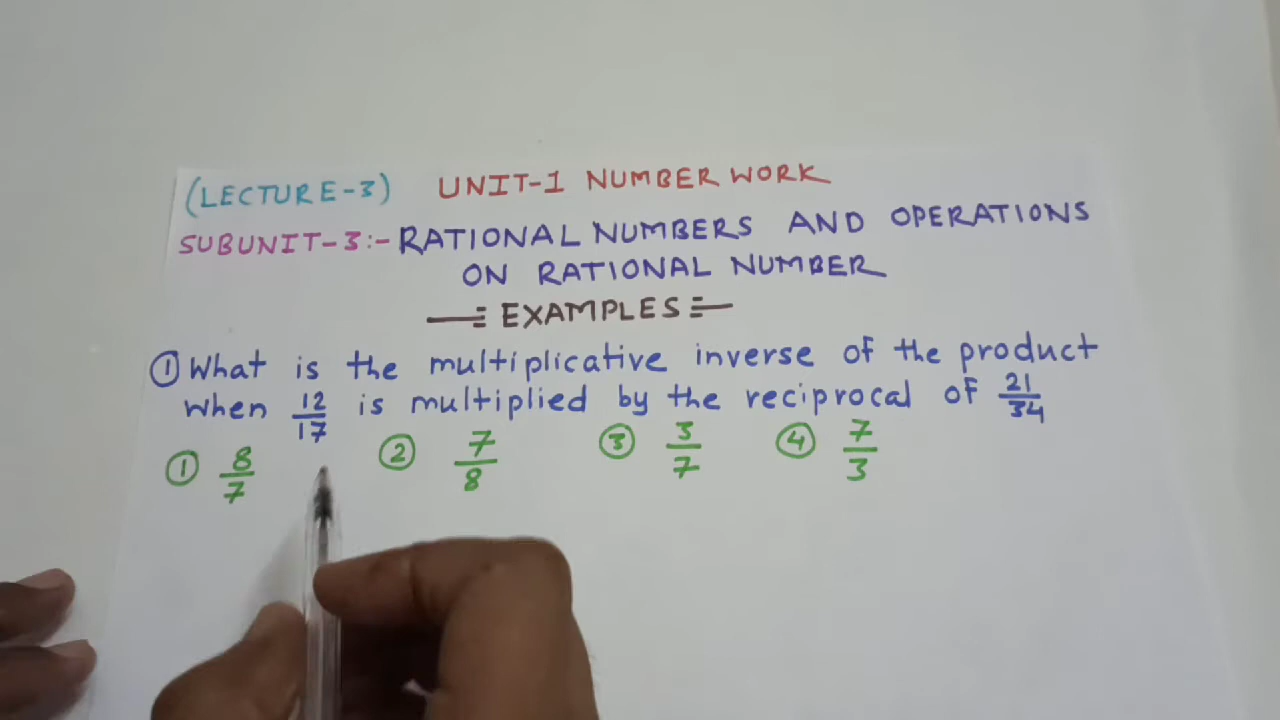 (LECTURE-3) UNIT-1 NUMBER WORK
SUBUNIT-3:- RATIONAL NUMBERS AND OPERATIONS
ON RATIONAL NUMBER
EXAMPLES
① What is the multiplicative inverse of the product
when 12/17 is multiplied by the reciprocal of 21/34
① 8/7 ② 7/8 ③ 3/7 ④ 7/3